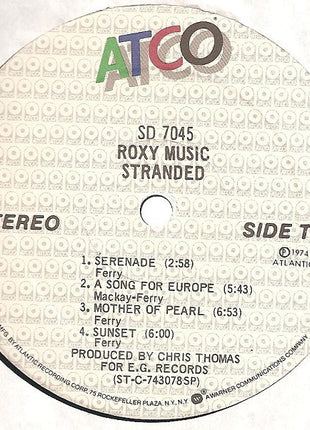 ATCO
SD 7045
ROXY MUSIC
STRANDED
STEREO
SIDE T
℗ 1974
ATLANTIC
1. SERENADE (2:58)
Ferry
2. A SONG FOR EUROPE (5:43)
Mackay-Ferry
3. MOTHER OF PEARL (6:53)
Ferry
4. SUNSET (6:00)
Ferry
PRODUCED BY CHRIS THOMAS
FOR E.G. RECORDS
(ST-C-743078SP)
MFG. BY ATLANTIC RECORDING CORP., 75 ROCKEFELLER PLAZA, N.Y., N.Y. W A WARNER COMMUNICATIONS COMPANY